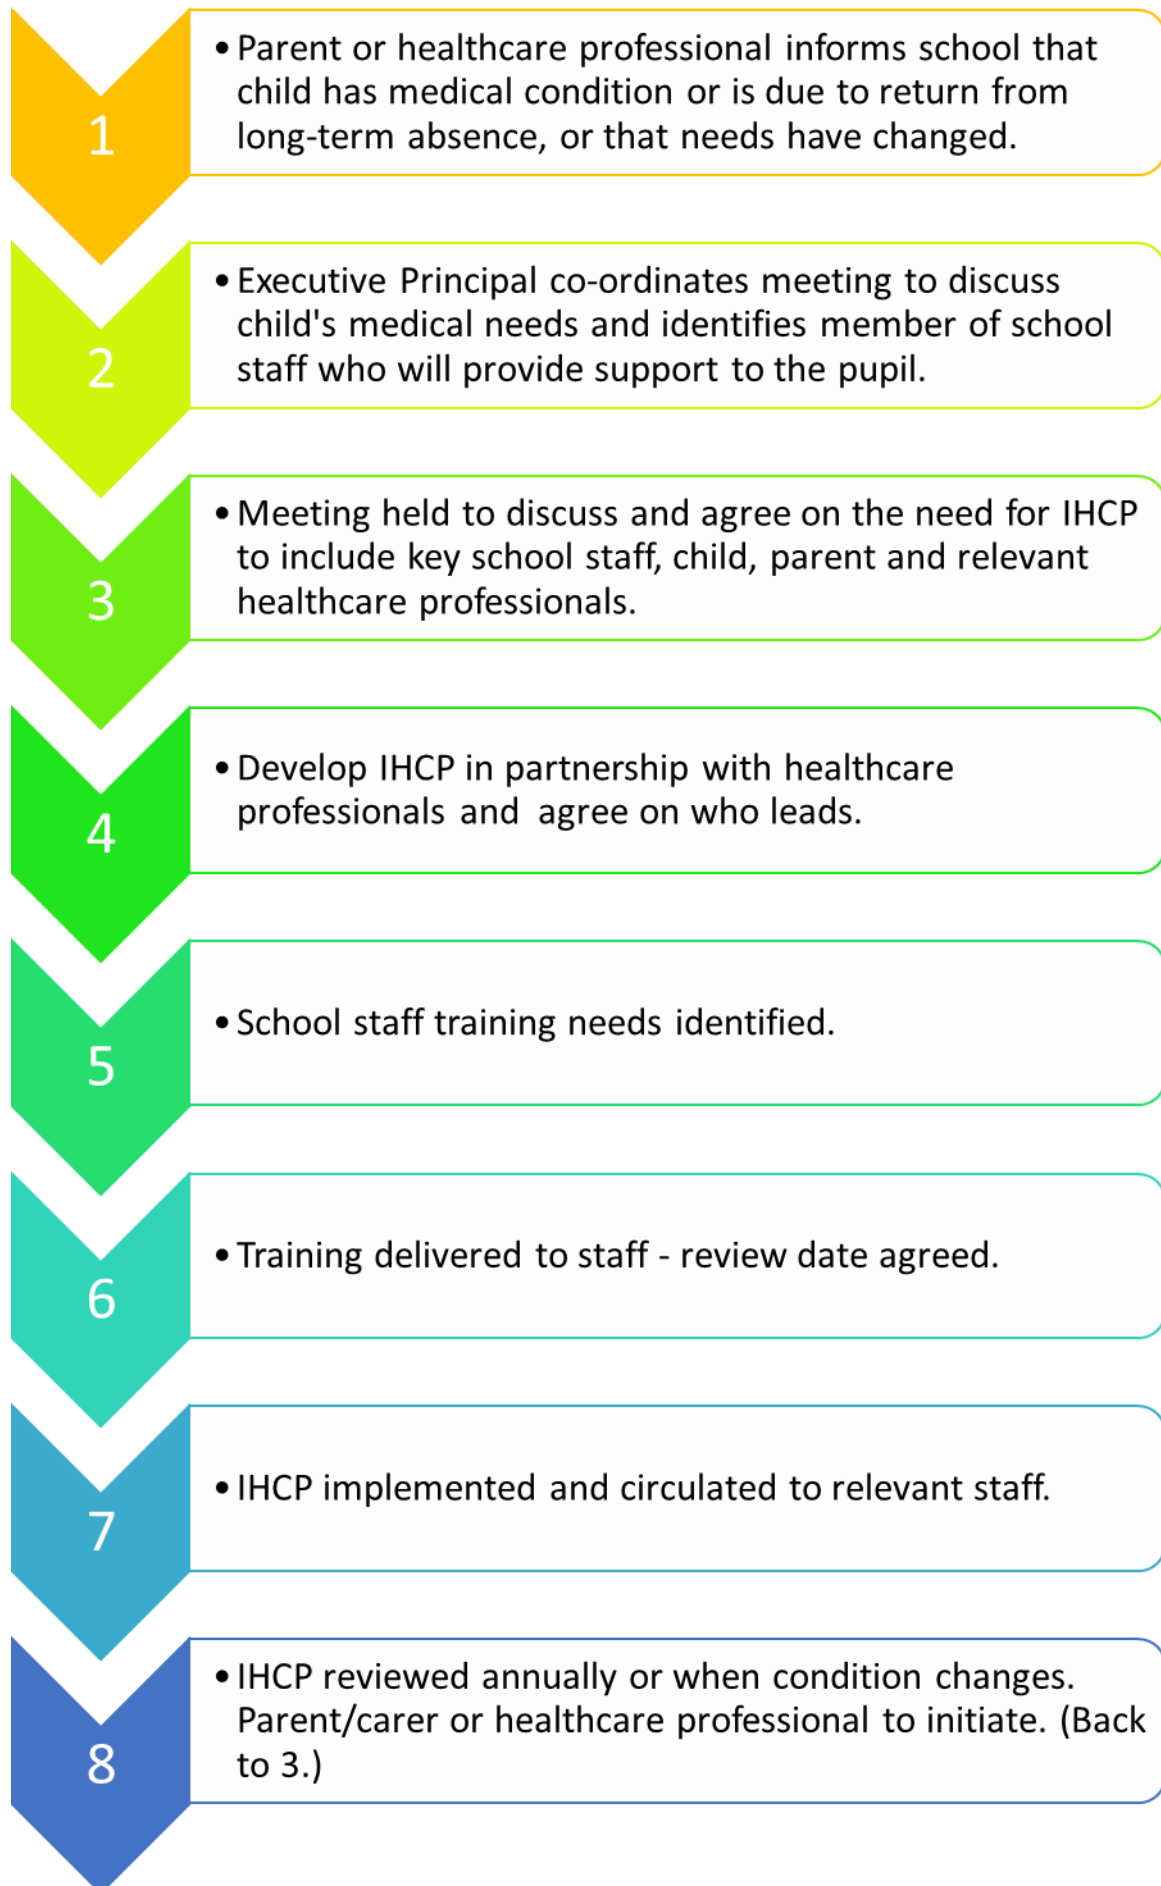 1
• Parent or healthcare professional informs school that
child has medical condition or is due to return from
long-term absence, or that needs have changed.
2
• Executive Principal co-ordinates meeting to discuss
child's medical needs and identifies member of school
staff who will provide support to the pupil.
3
• Meeting held to discuss and agree on the need for IHCP
to include key school staff, child, parent and relevant
healthcare professionals.
4
• Develop IHCP in partnership with healthcare
professionals and  agree on who leads.
5
• School staff training needs identified.
6
• Training delivered to staff - review date agreed.
7
• IHCP implemented and circulated to relevant staff.
8
• IHCP reviewed annually or when condition changes.
Parent/carer or healthcare professional to initiate. (Back
to 3.)